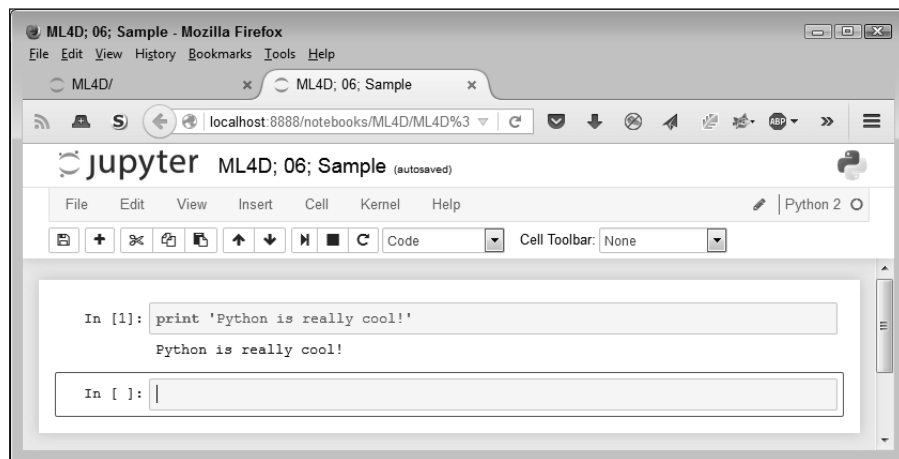 ML4D; 06; Sample - Mozilla Firefox
File Edit View History Bookmarks Tools Help
ML4D/ × ML4D; 06; Sample ×
S localhost:8888/notebooks/ML4D/ML4D%3 ABP
jupyter ML4D; 06; Sample (autosaved)
File Edit View Insert Cell Kernel Help Python 2
Code Cell Toolbar: None
In [1]: print 'Python is really cool!'
Python is really cool!
In [ ]: